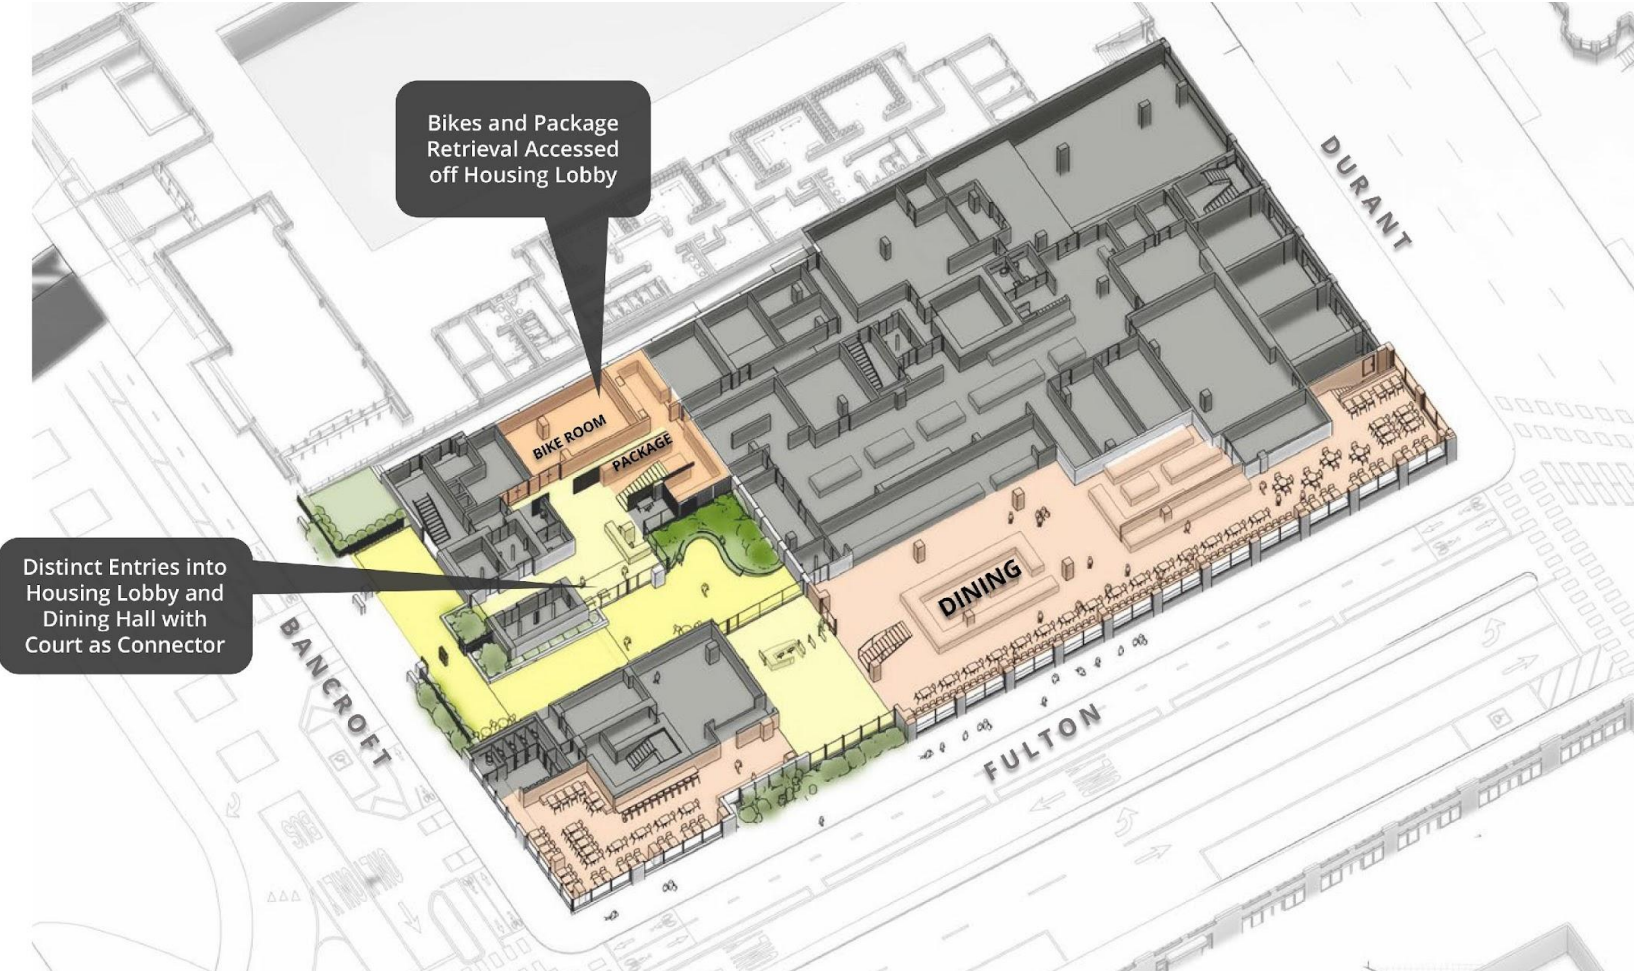 Bikes and Package
Retrieval Accessed
off Housing Lobby
DURANT
BIKE ROOM
PACKAGE
Distinct Entries into
Housing Lobby and
Dining Hall with
Court as Connector
DINING
BANCROFT
FULTON